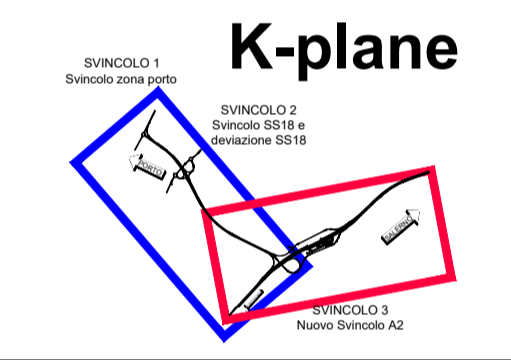 K-plane
SVINCOLO 1
Svincolo zona porto
SVINCOLO 2
Svincolo SS18 e
deviazione SS18
PORTO
SALERNO
SVINCOLO 3
Nuovo Svincolo A2